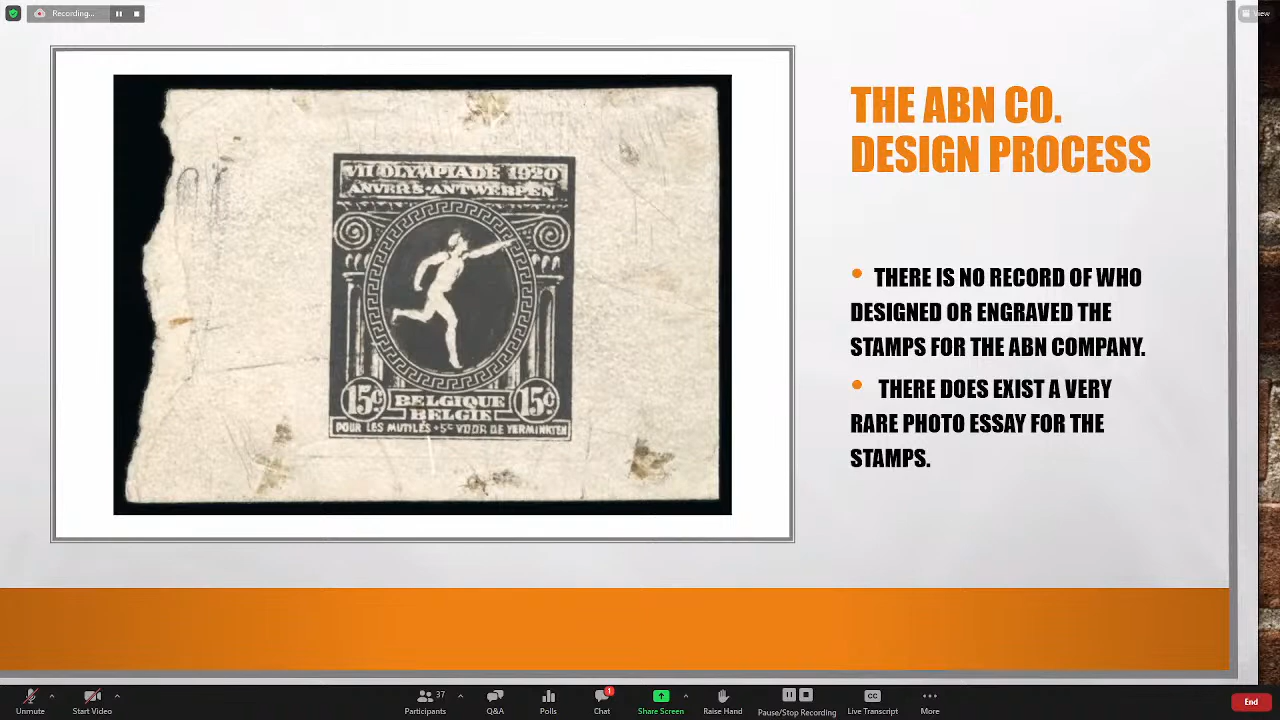 Recording...
View
THE ABN CO.
DESIGN PROCESS
VII OLYMPIADE 1920
ANVERS-ANTWERPEN
15c
15c
BELGIQUE
BELGIE
POUR LES MUTILÉS +5c VOOR DE VERMINKTEN
• THERE IS NO RECORD OF WHO
DESIGNED OR ENGRAVED THE
STAMPS FOR THE ABN COMPANY.
• THERE DOES EXIST A VERY
RARE PHOTO ESSAY FOR THE
STAMPS.
Unmute
Start Video
37
Participants
Q&A
Polls
1
Chat
Share Screen
Raise Hand
Pause/Stop Recording
CC
Live Transcript
More
End